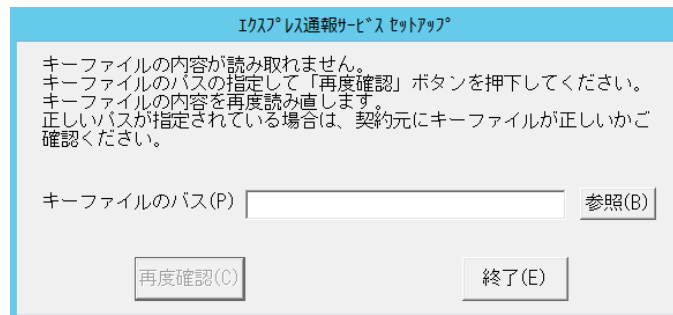 ｴｸｽﾌﾟﾚｽ通報ｻｰﾋﾞｽ ｾｯﾄｱｯﾌﾟ
キーファイルの内容が読み取れません。
キーファイルのパスの指定して「再度確認」ボタンを押下してください。
キーファイルの内容を再度読み直します。
正しいパスが指定されている場合は、契約元にキーファイルが正しいかご
確認ください。
キーファイルのパス(P)
参照(B)
再度確認(C)
終了(E)